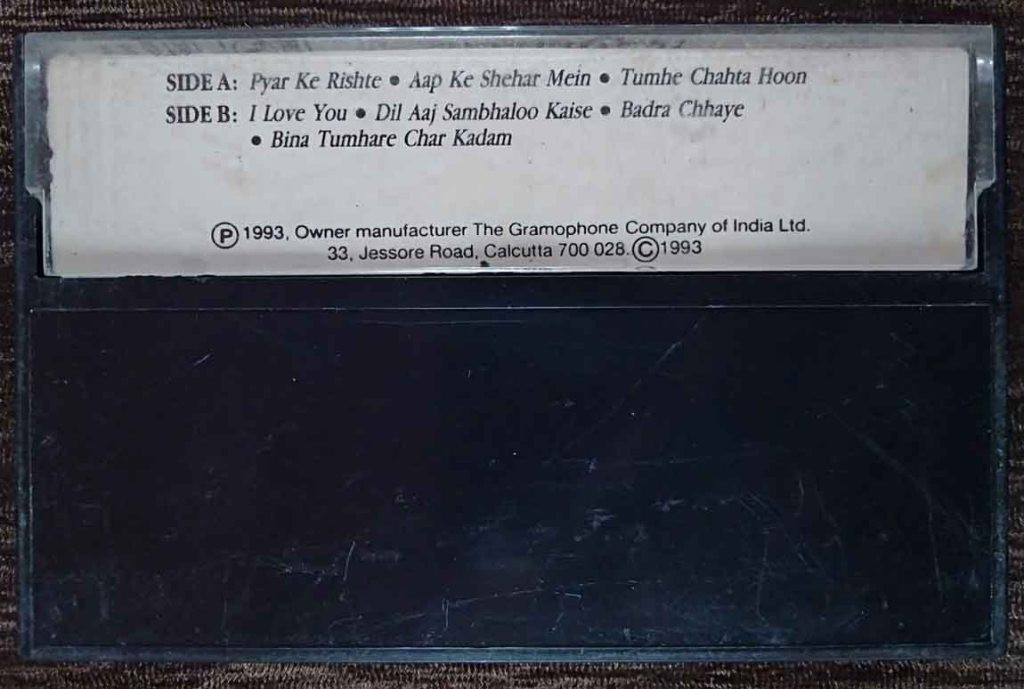 SIDE A: Pyar Ke Rishte • Aap Ke Shehar Mein • Tumhe Chahta Hoon
SIDE B: I Love You • Dil Aaj Sambhaloo Kaise • Badra Chhaye
• Bina Tumhare Char Kadam
Ⓟ 1993, Owner manufacturer The Gramophone Company of India Ltd.
33, Jessore Road, Calcutta 700 028. © 1993